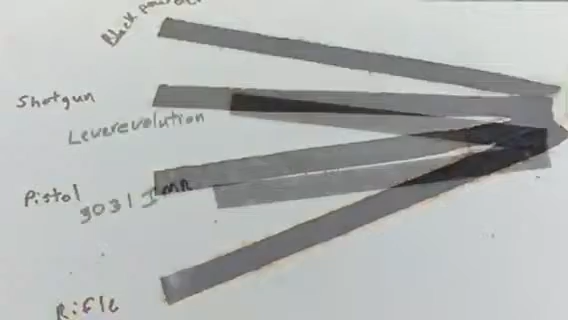 Black powder
Shotgun
Leverevolution
Pistol
3031 IMR
Rifle